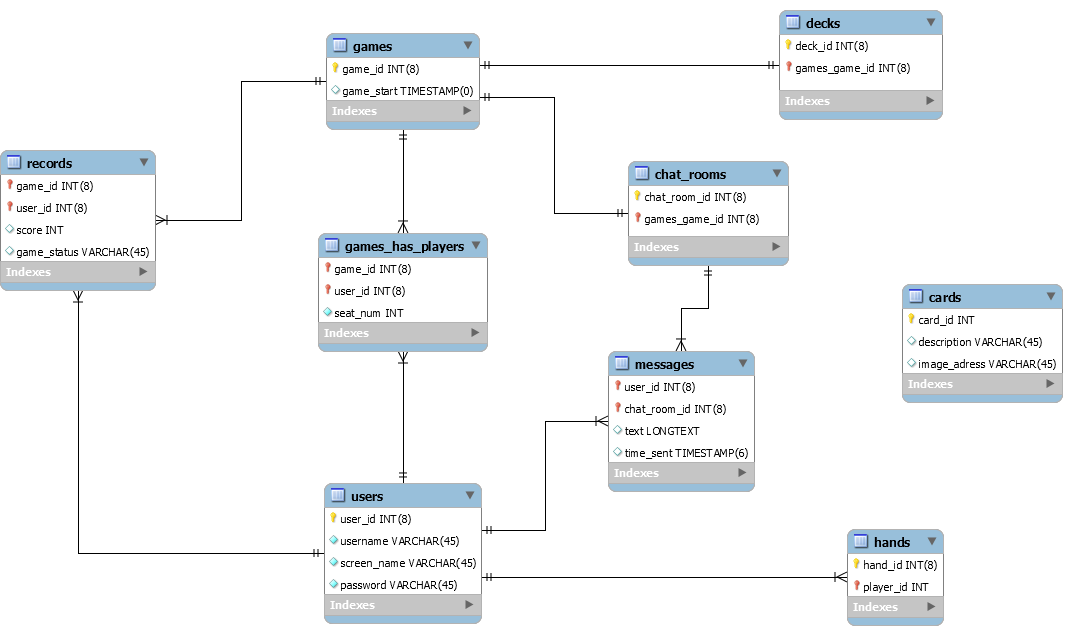 decks
deck_id INT(8)
games_game_id INT(8)
Indexes
games
game_id INT(8)
game_start TIMESTAMP(0)
Indexes
records
game_id INT(8)
user_id INT(8)
score INT
game_status VARCHAR(45)
Indexes
chat_rooms
chat_room_id INT(8)
games_game_id INT(8)
Indexes
games_has_players
game_id INT(8)
user_id INT(8)
seat_num INT
Indexes
cards
card_id INT
description VARCHAR(45)
image_adress VARCHAR(45)
Indexes
messages
user_id INT(8)
chat_room_id INT(8)
text LONGTEXT
time_sent TIMESTAMP(6)
Indexes
users
user_id INT(8)
username VARCHAR(45)
screen_name VARCHAR(45)
password VARCHAR(45)
Indexes
hands
hand_id INT(8)
player_id INT
Indexes